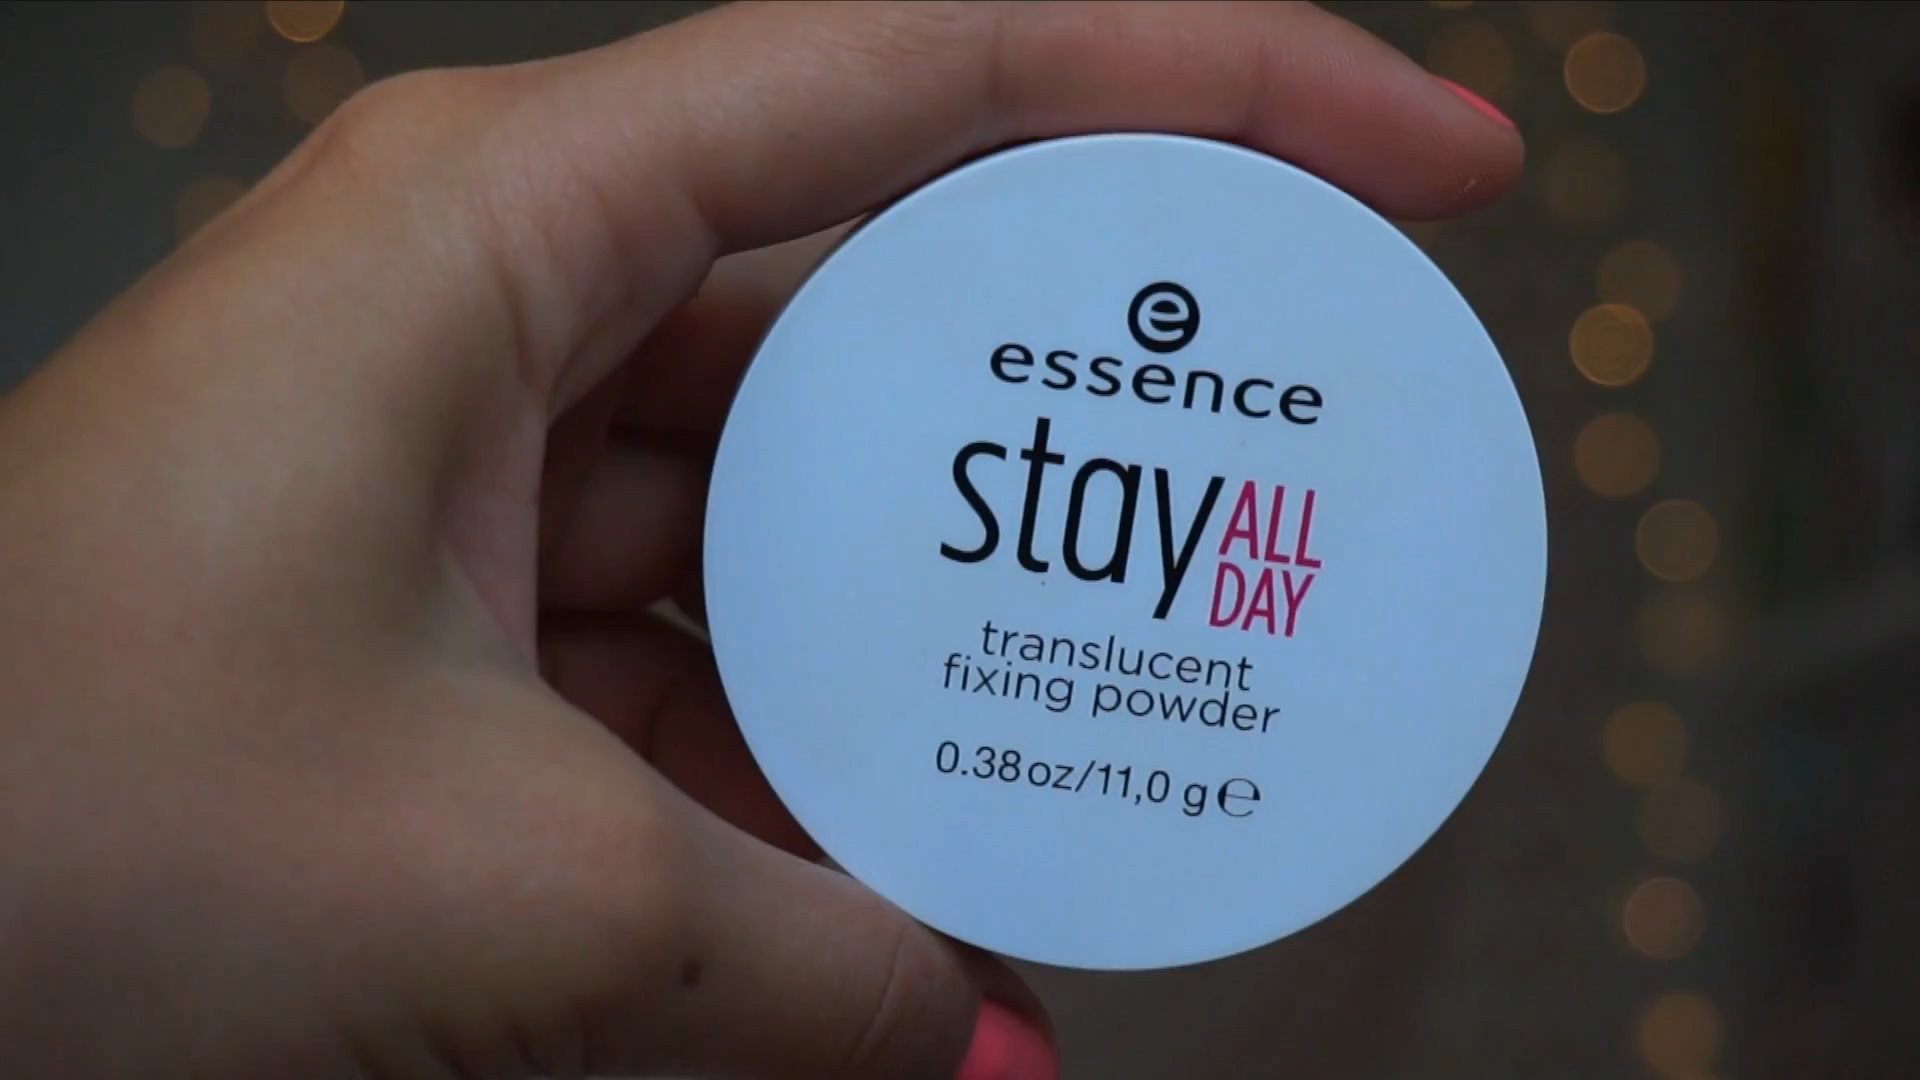 e
essence
stay ALL DAY
translucent
fixing powder
0.38 oz/11,0 g ℮